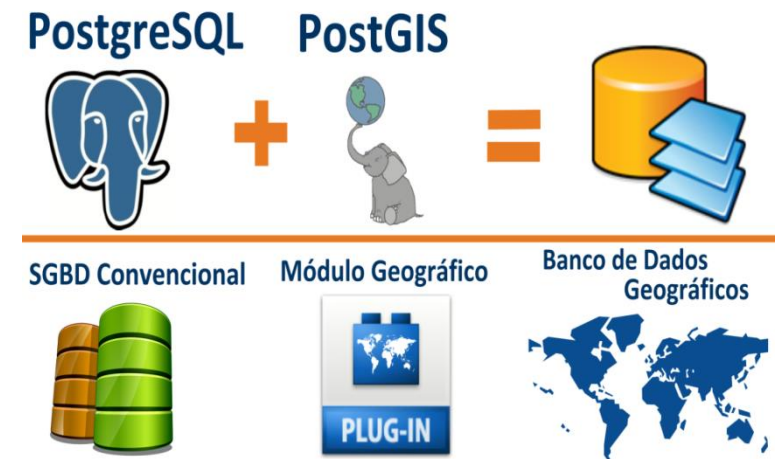 PostgreSQL
PostGIS
+
=
SGBD Convencional
Módulo Geográfico
Banco de Dados
Geográficos
PLUG-IN